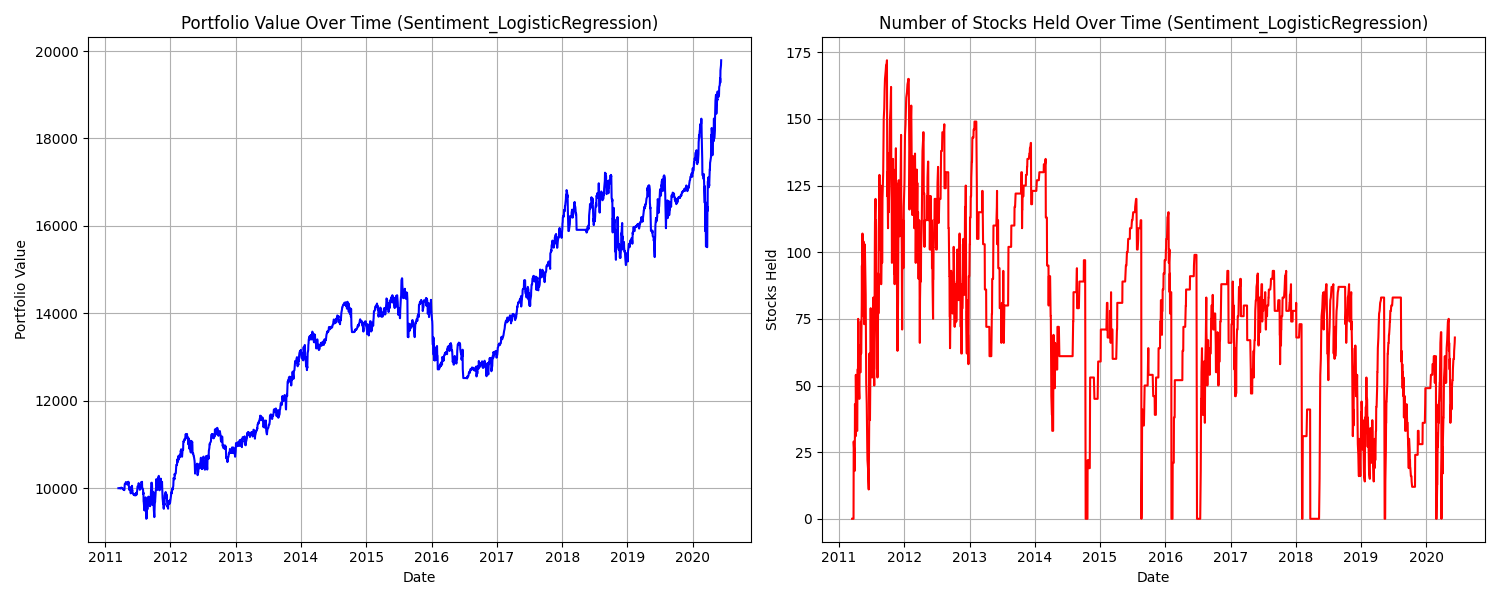 Portfolio Value Over Time (Sentiment_LogisticRegression)
Portfolio Value
20000
18000
16000
14000
12000
10000
2011 2012 2013 2014 2015 2016 2017 2018 2019 2020
Date
Number of Stocks Held Over Time (Sentiment_LogisticRegression)
Stocks Held
175
150
125
100
75
50
25
0
2011 2012 2013 2014 2015 2016 2017 2018 2019 2020
Date